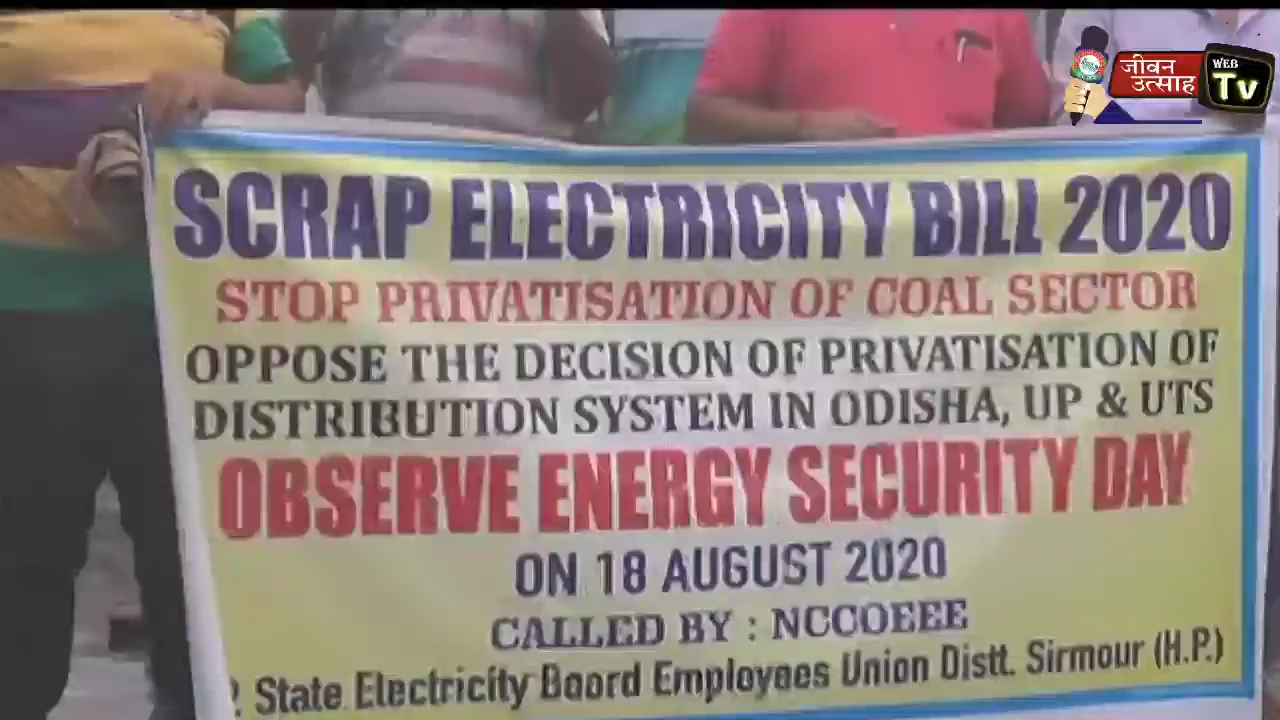 जीवन
उत्साह
WEB
Tv
SCRAP ELECTRICITY BILL 2020
STOP PRIVATISATION OF COAL SECTOR
OPPOSE THE DECISION OF PRIVATISATION OF
DISTRIBUTION SYSTEM IN ODISHA, UP & UTS
OBSERVE ENERGY SECURITY DAY
ON 18 AUGUST 2020
CALLED BY : NCCOEEE
State Electricity Board Employees Union Distt. Sirmour (H.P.)